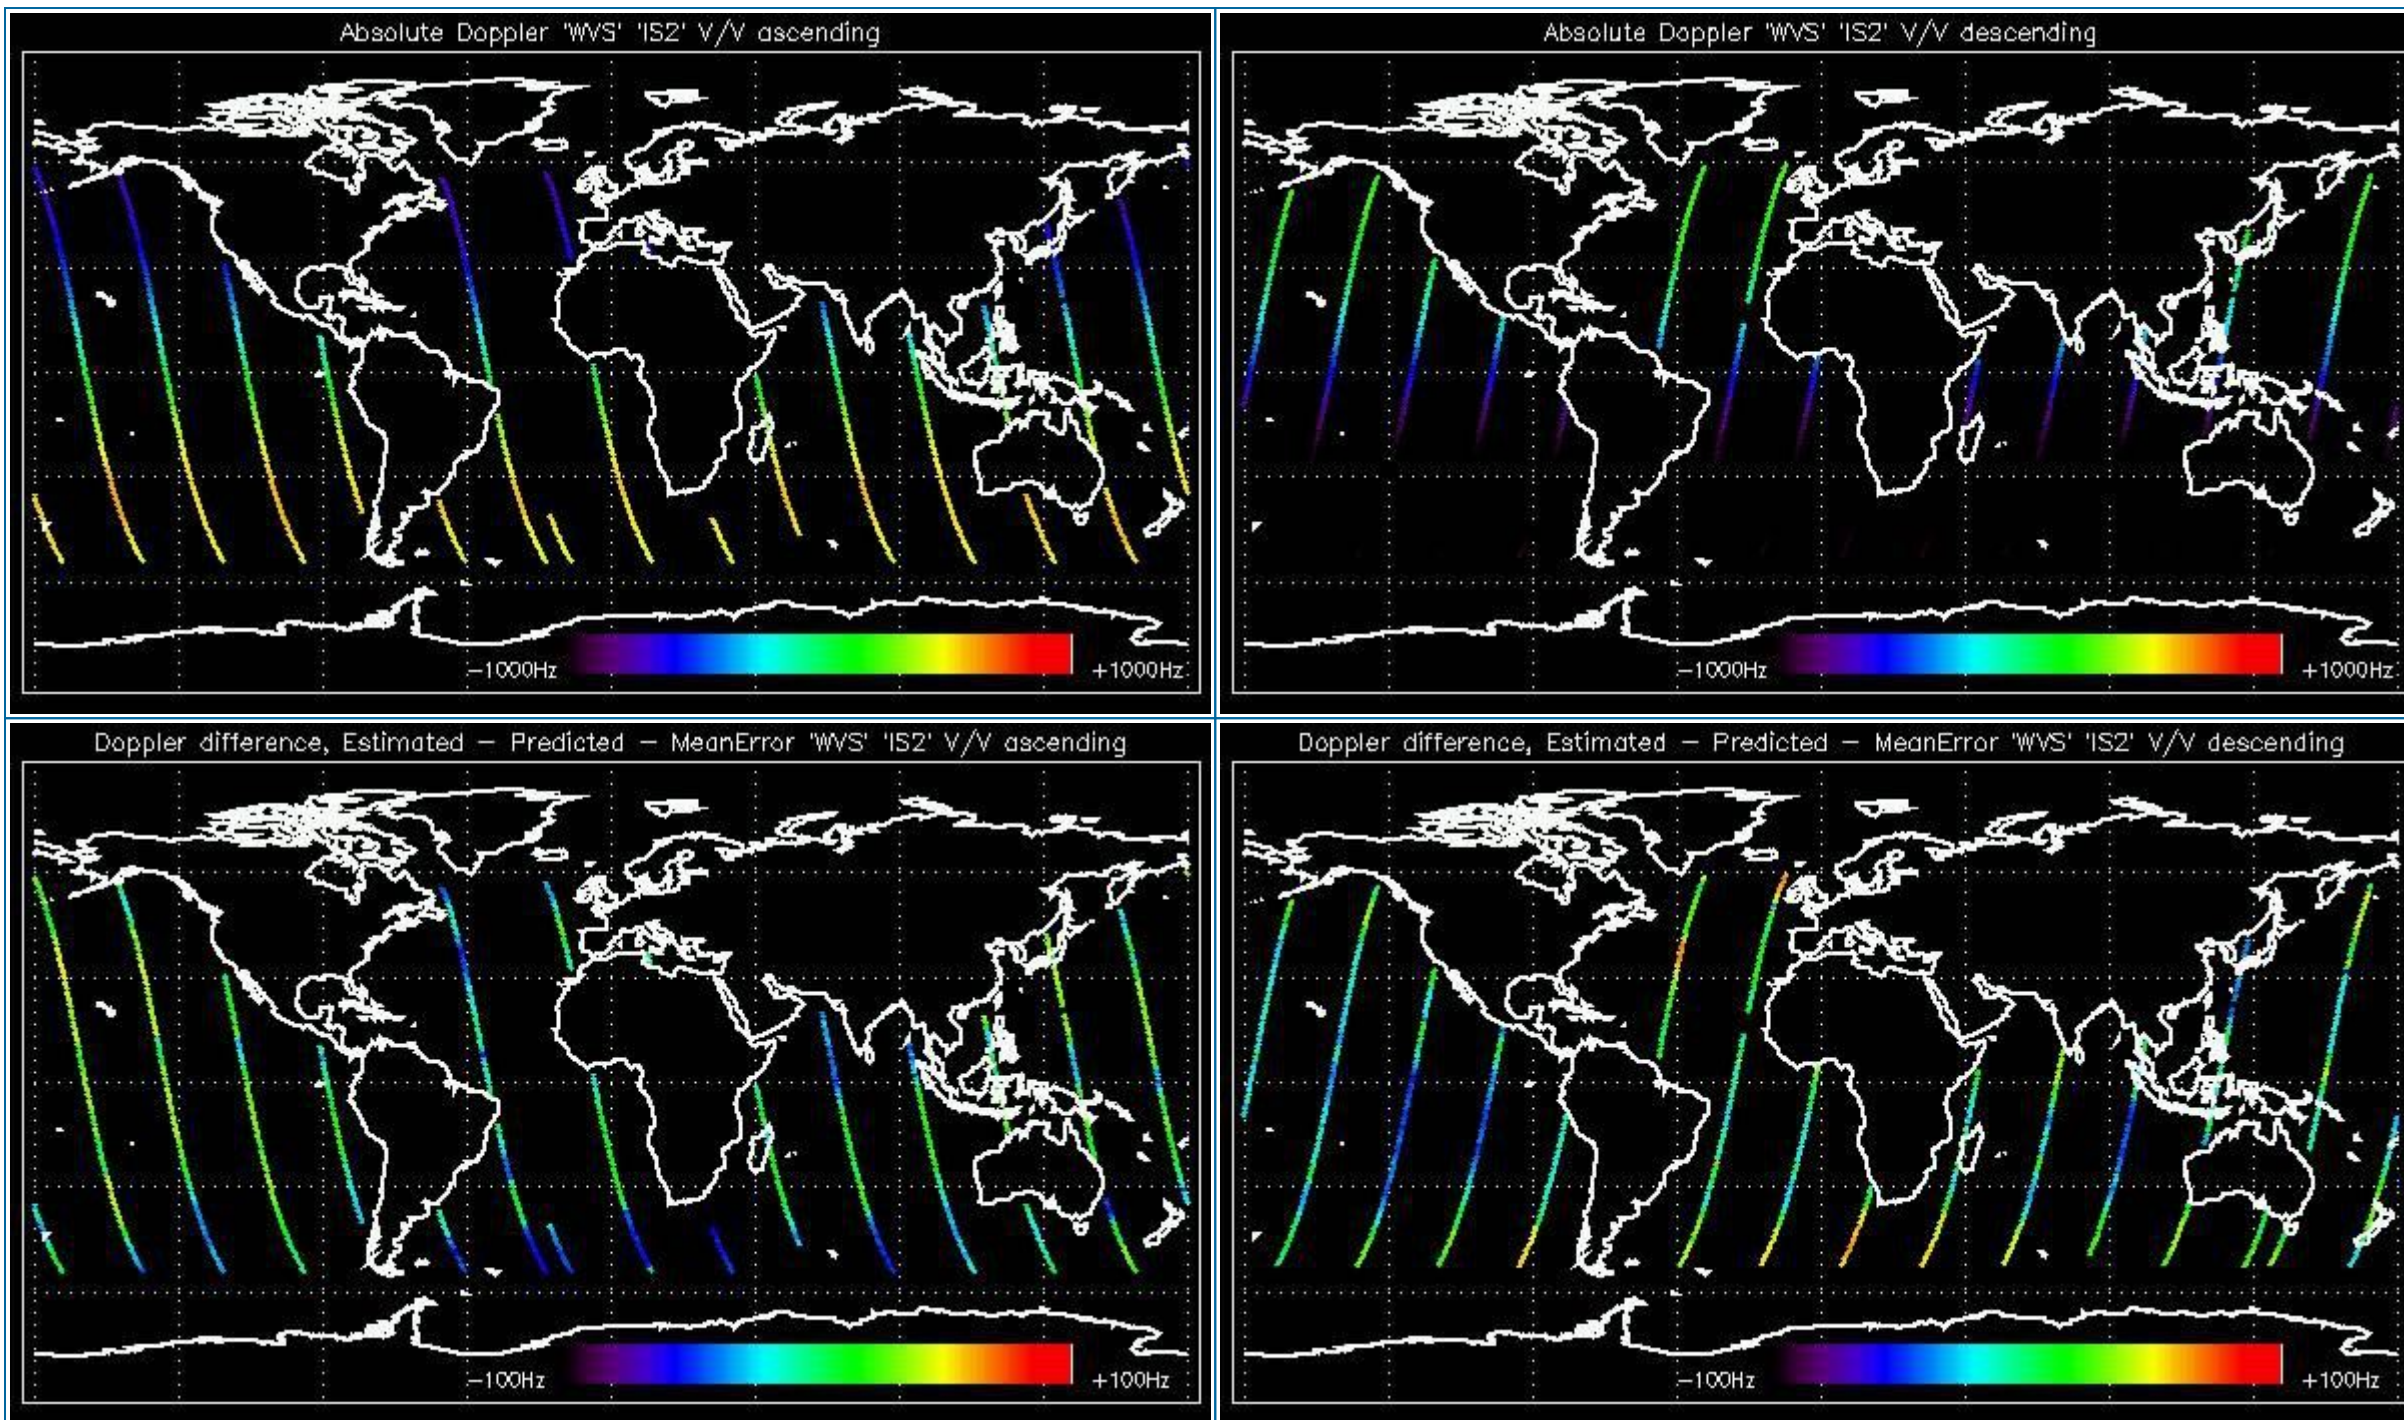 Absolute Doppler 'WVS' 'IS2' V/V ascending
-1000Hz
+1000Hz
Absolute Doppler 'WVS' 'IS2' V/V descending
-1000Hz
+1000Hz
Doppler difference, Estimated - Predicted - MeanError 'WVS' 'IS2' V/V ascending
-100Hz
+100Hz
Doppler difference, Estimated - Predicted - MeanError 'WVS' 'IS2' V/V descending
-100Hz
+100Hz